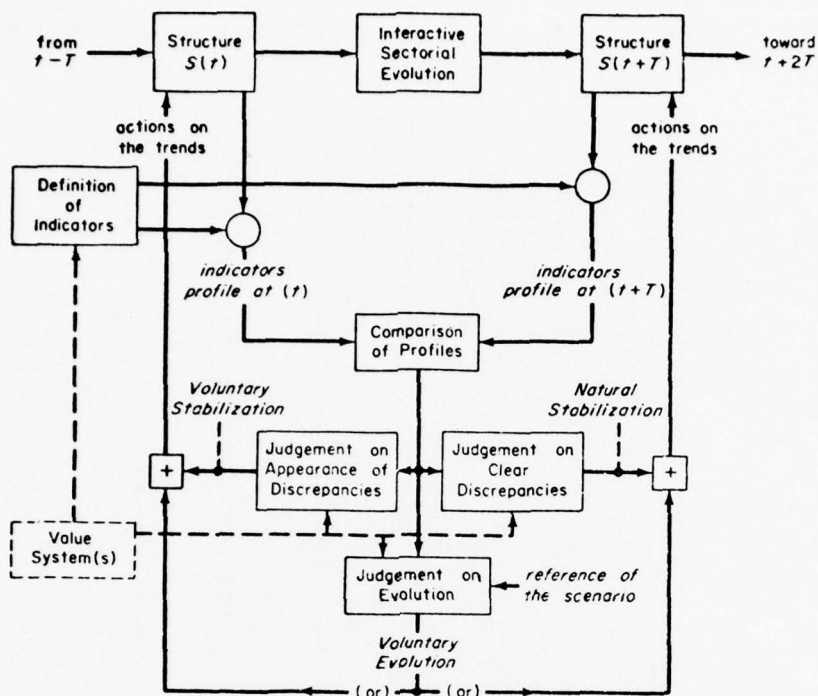 from
t−T
Structure
S(t)
Interactive
Sectorial
Evolution
Structure
S(t+T)
toward
t+2T
actions on
the trends
actions on
the trends
Definition
of
Indicators
indicators
profile at (t)
indicators
profile at (t+T)
Comparison
of Profiles
Voluntary
Stabilization
Natural
Stabilization
+
Judgement on
Appearance of
Discrepancies
Judgement on
Clear
Discrepancies
+
Value
System(s)
Judgement on
Evolution
reference of
the scenario
Voluntary
Evolution
(or)
(or)